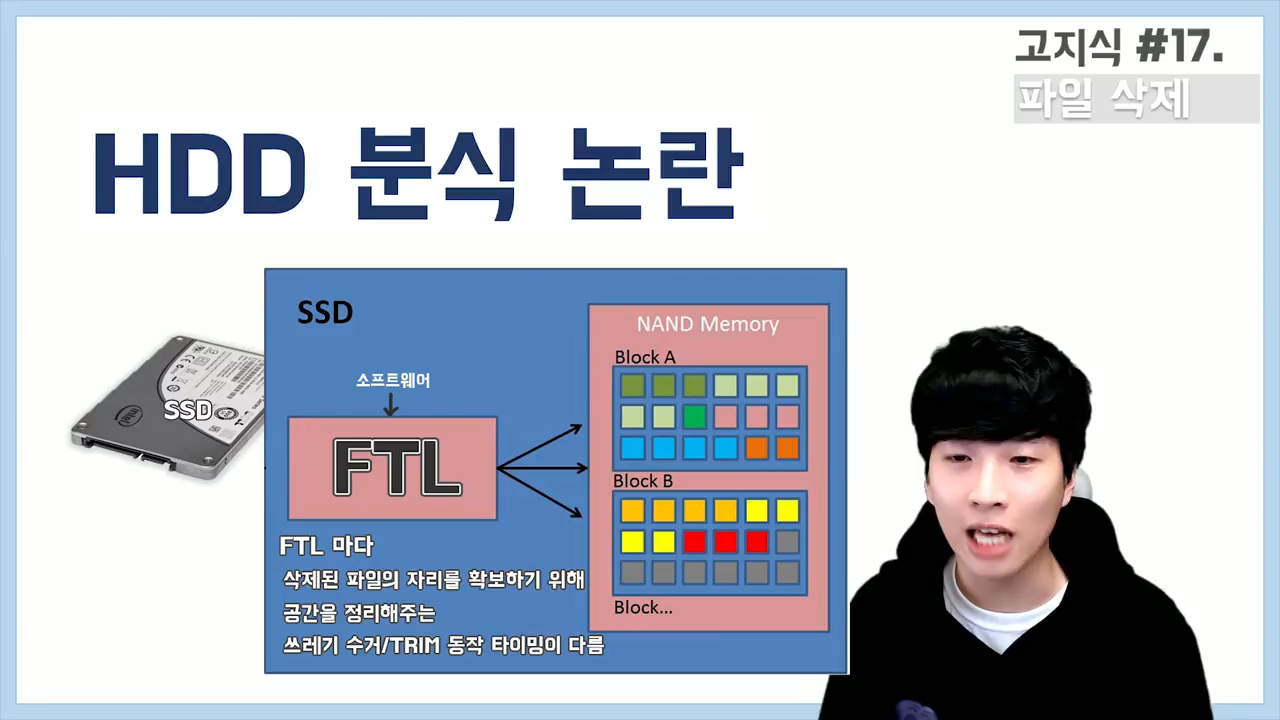 고지식 #17.
파일 삭제
HDD 분식 논란
SSD
NAND Memory
Block A
소프트웨어
SSD
intel
FTL
Block B
FTL 마다
삭제된 파일의 자리를 확보하기 위해
공간을 정리해주는
쓰레기 수거/TRIM 동작 타이밍이 다름
Block...